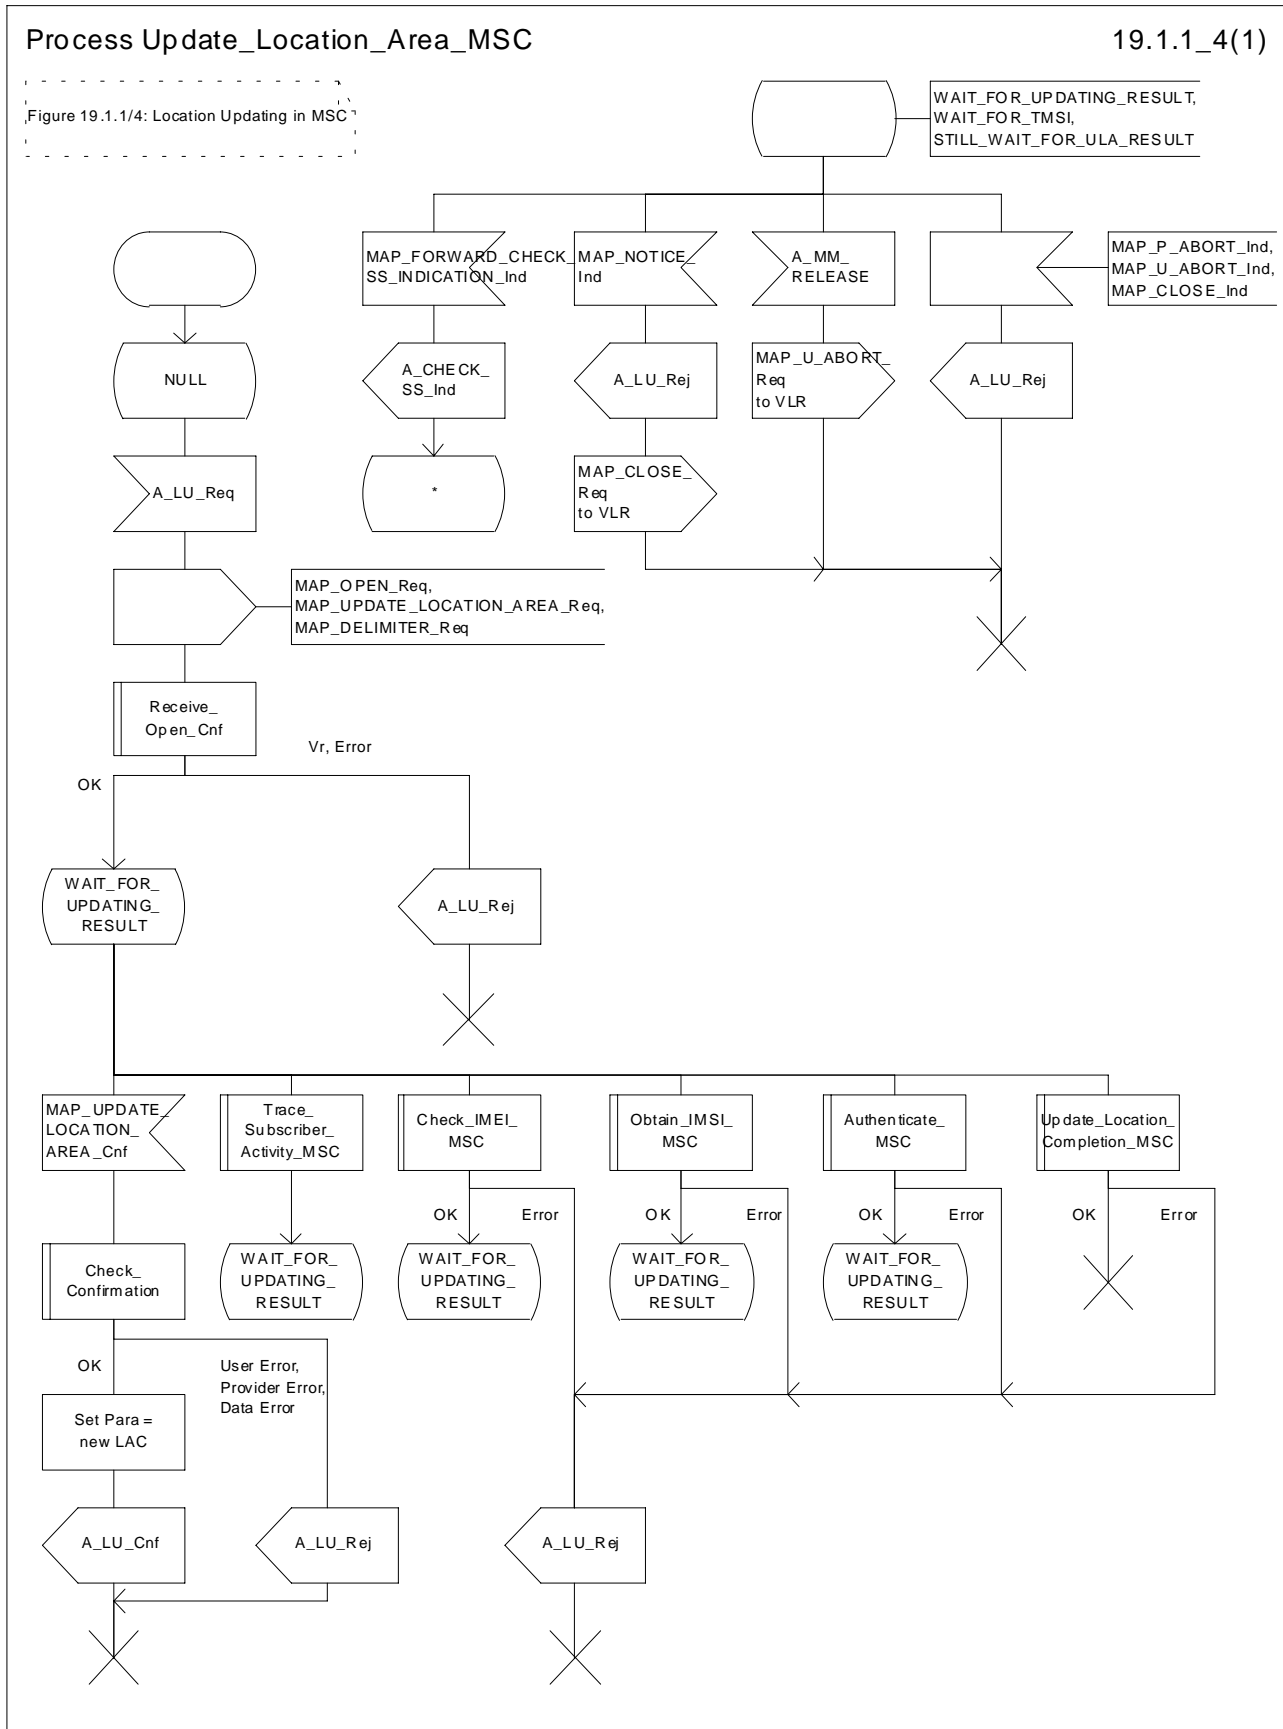 Process Update_Location_Area_MSC
19.1.1_4(1)
Figure 19.1.1/4: Location Updating in MSC
WAIT_FOR_UPDATING_RESULT,
WAIT_FOR_TMSI,
STILL_WAIT_FOR_ULA_RESULT
MAP_FORWARD_CHECK_
SS_INDICATION_Ind
MAP_NOTICE_
Ind
A_MM_
RELEASE
MAP_P_ABORT_Ind,
MAP_U_ABORT_Ind,
MAP_CLOSE_Ind
NULL
A_CHECK_
SS_Ind
A_LU_Rej
MAP_U_ABORT_
Req
to VLR
A_LU_Rej
A_LU_Req
*
MAP_CLOSE_
Req
to VLR
MAP_OPEN_Req,
MAP_UPDATE_LOCATION_AREA_Req,
MAP_DELIMITER_Req
Receive_
Open_Cnf
Vr, Error
OK
WAIT_FOR_
UPDATING_
RESULT
A_LU_Rej
MAP_UPDATE_
LOCATION_
AREA_Cnf
Trace_
Subscriber_
Activity_MSC
Check_IMEI_
MSC
Obtain_IMSI_
MSC
Authenticate_
MSC
Update_Location_
Completion_MSC
OK
Error
OK
Error
OK
Error
OK
Error
Check_
Confirmation
WAIT_FOR_
UPDATING_
RESULT
WAIT_FOR_
UPDATING_
RESULT
WAIT_FOR_
UPDATING_
RESULT
WAIT_FOR_
UPDATING_
RESULT
OK
User Error,
Provider Error,
Data Error
Set Para =
new LAC
A_LU_Cnf
A_LU_Rej
A_LU_Rej